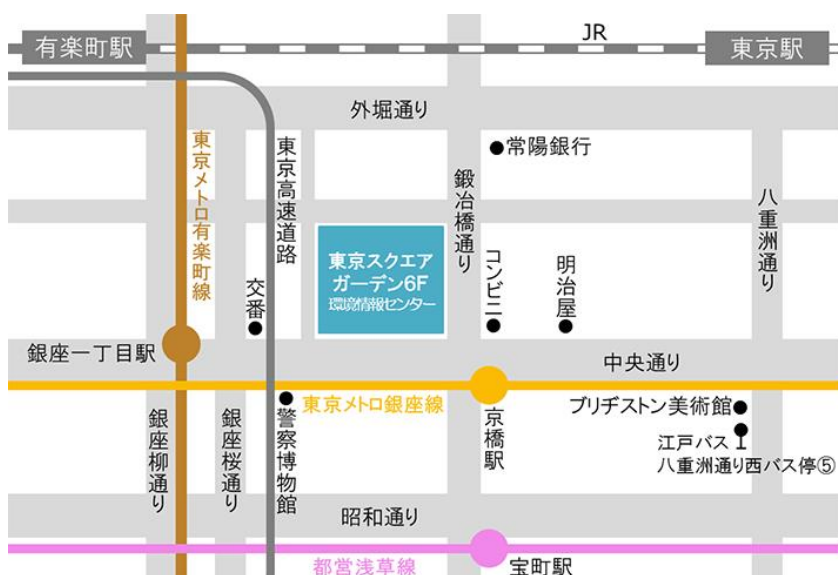 有楽町駅
JR
東京駅
外堀通り
常陽銀行
東京メトロ有楽町線
東京高速道路
鍛冶橋通り
八重洲通り
東京スクエア
ガーデン6F
環境情報センター
交番
コンビニ
明治屋
銀座一丁目駅
中央通り
東京メトロ銀座線
京橋駅
ブリヂストン美術館
江戸バス
八重洲通り西バス停⑤
銀座柳通り
銀座桜通り
警察博物館
昭和通り
都営浅草線
宝町駅